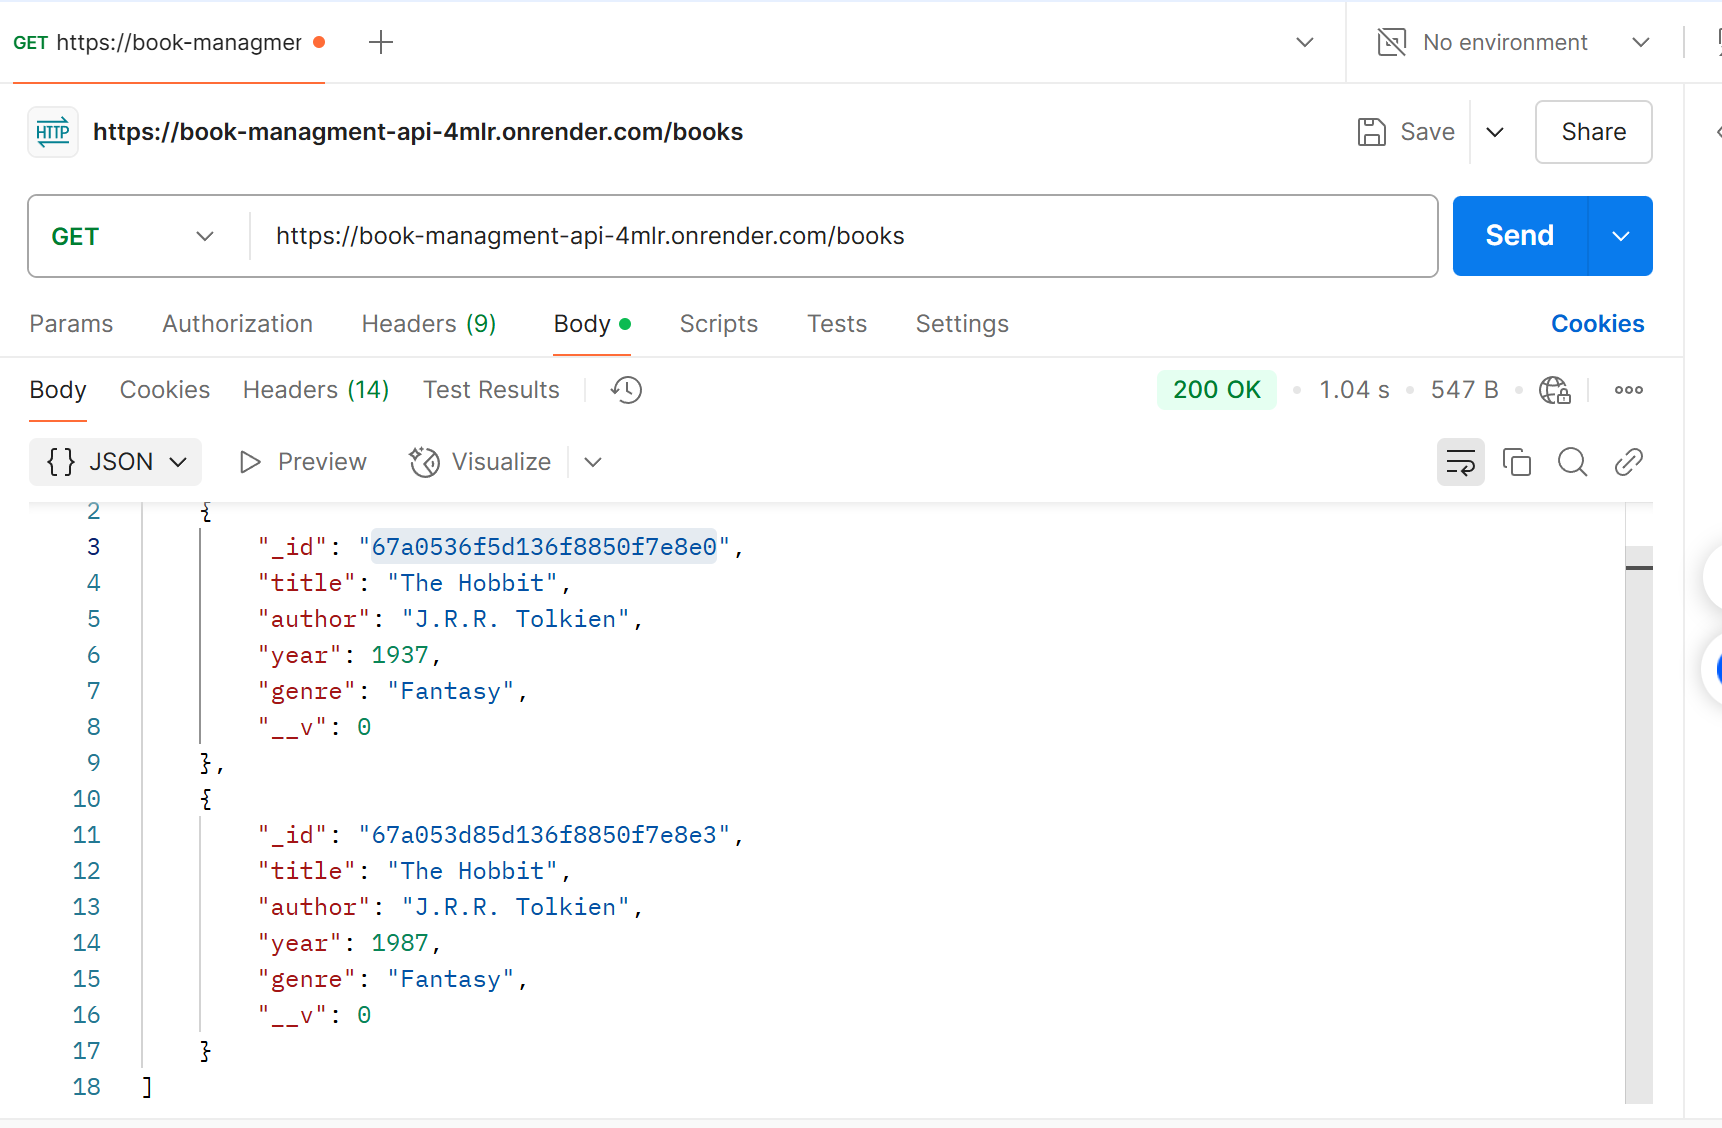 GET https://book-managmer
No environment
HTTP https://book-managment-api-4mlr.onrender.com/books
Save
Share
GET
https://book-managment-api-4mlr.onrender.com/books
Send
Params Authorization Headers (9) Body Scripts Tests Settings Cookies
Body Cookies Headers (14) Test Results 200 OK 1.04 s 547 B
{} JSON Preview Visualize
2 {
3 "_id": "67a0536f5d136f8850f7e8e0",
4 "title": "The Hobbit",
5 "author": "J.R.R. Tolkien",
6 "year": 1937,
7 "genre": "Fantasy",
8 "__v": 0
9 },
10 {
11 "_id": "67a053d85d136f8850f7e8e3",
12 "title": "The Hobbit",
13 "author": "J.R.R. Tolkien",
14 "year": 1987,
15 "genre": "Fantasy",
16 "__v": 0
17 }
18 ]